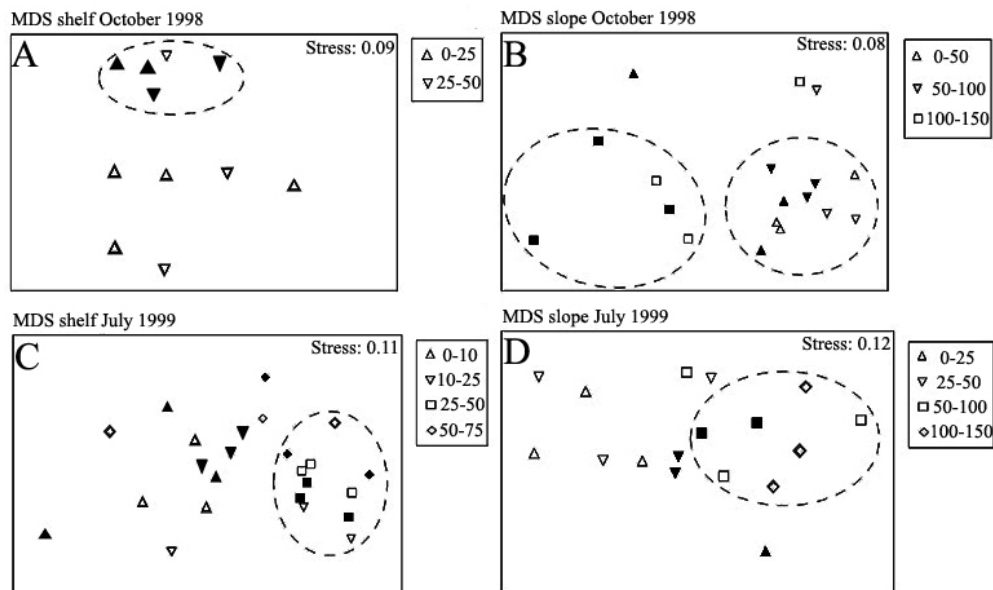 MDS shelf October 1998
A
Stress: 0.09
0-25
25-50
MDS slope October 1998
B
Stress: 0.08
0-50
50-100
100-150
MDS shelf July 1999
C
Stress: 0.11
0-10
10-25
25-50
50-75
MDS slope July 1999
D
Stress: 0.12
0-25
25-50
50-100
100-150